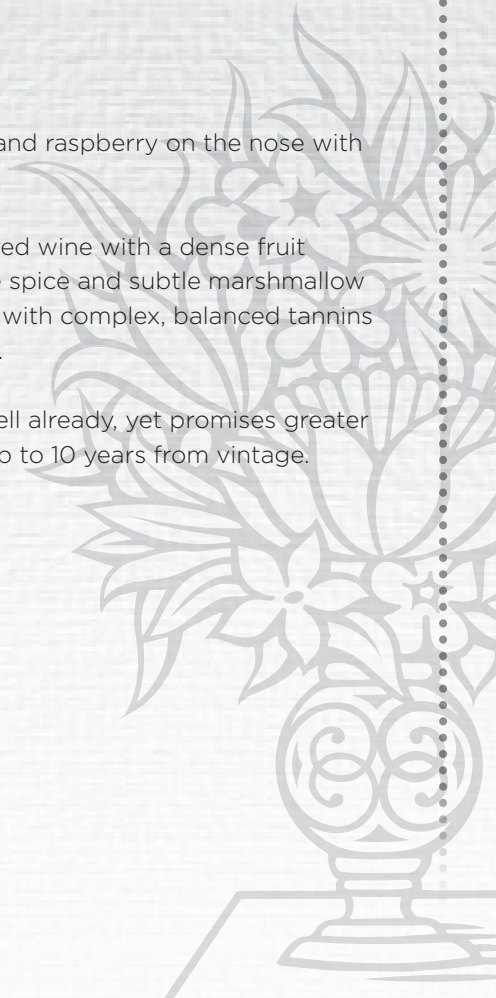 and raspberry on the nose with
ed wine with a dense fruit
spice and subtle marshmallow
with complex, balanced tannins
.
ell already, yet promises greater
to 10 years from vintage.